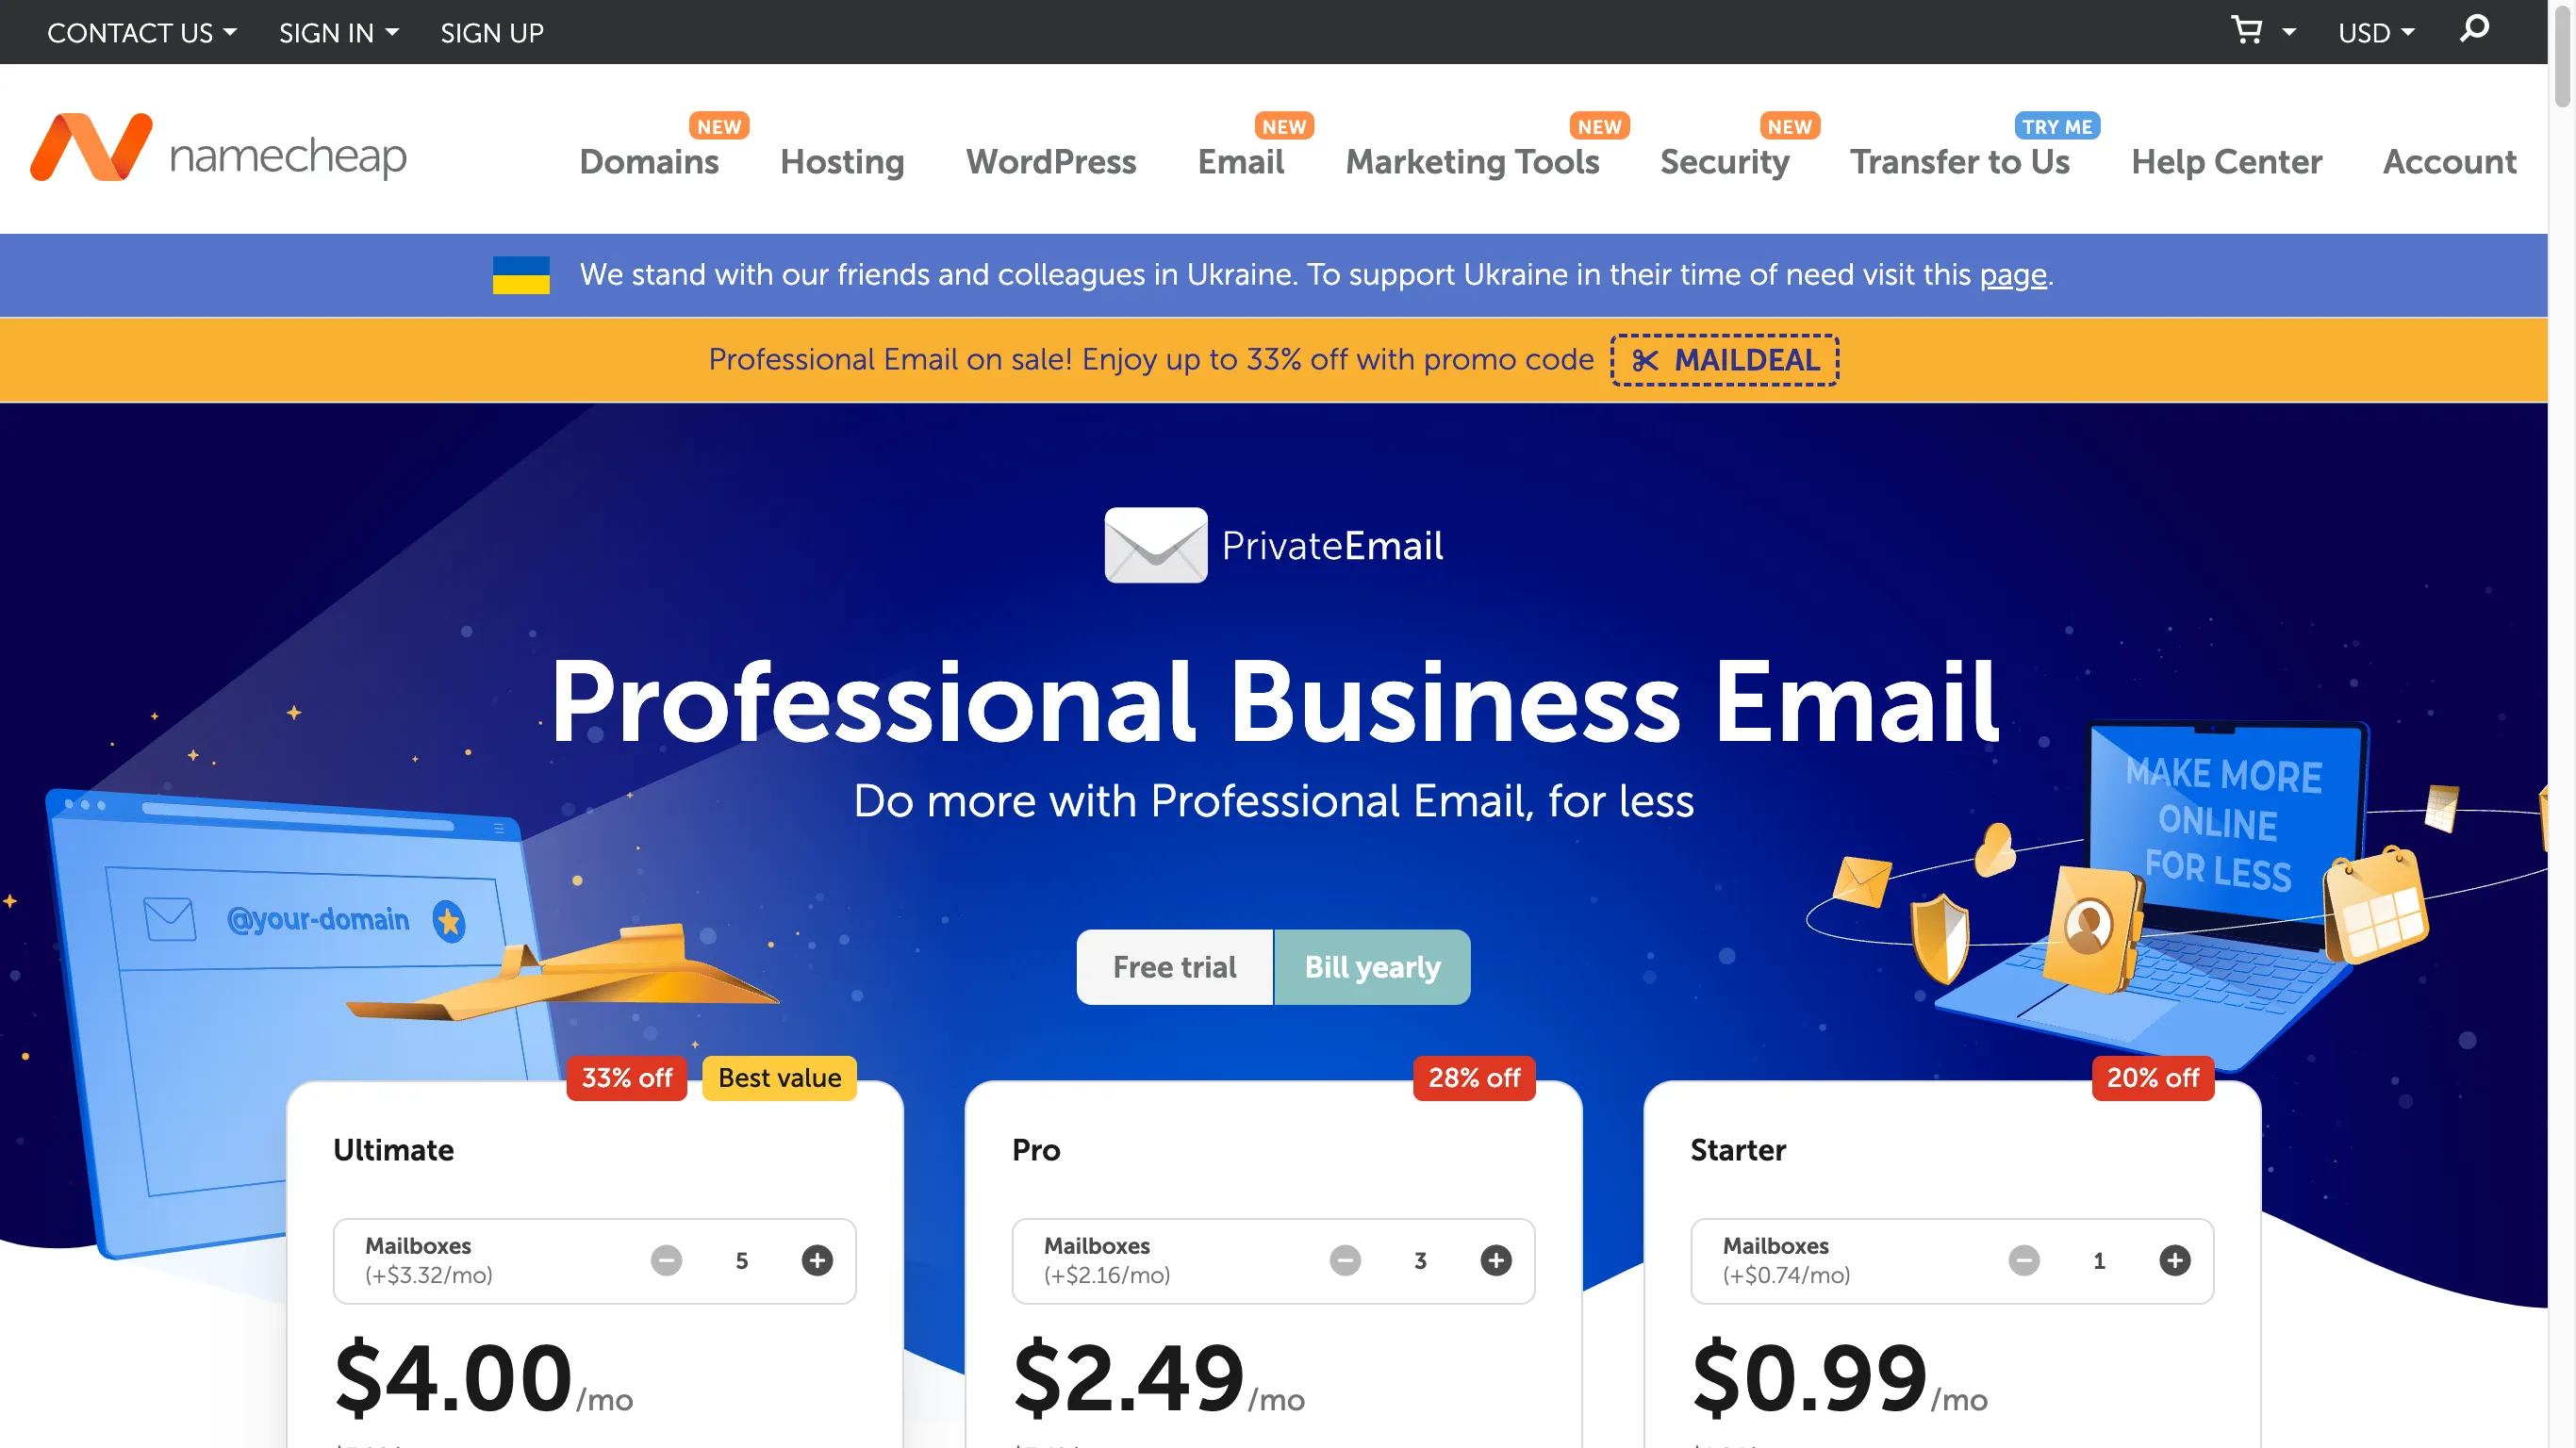 CONTACT US
SIGN IN
SIGN UP
USD
namecheap
Domains
NEW
Hosting
WordPress
Email
NEW
Marketing Tools
NEW
Security
NEW
Transfer to Us
TRY ME
Help Center
Account
We stand with our friends and colleagues in Ukraine. To support Ukraine in their time of need visit this page.
Professional Email on sale! Enjoy up to 33% off with promo code MAILDEAL
PrivateEmail
Professional Business Email
Do more with Professional Email, for less
MAKE MORE
ONLINE
FOR LESS
@your-domain
Free trial
Bill yearly
33% off
Best value
Ultimate
Mailboxes
(+$3.32/mo)
5
$4.00/mo
28% off
Pro
Mailboxes
(+$2.16/mo)
3
$2.49/mo
20% off
Starter
Mailboxes
(+$0.74/mo)
1
$0.99/mo